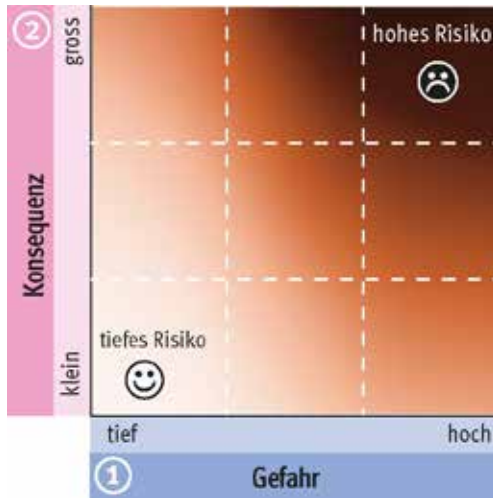 2
gross
hohes Risiko
Konsequenz
tiefes Risiko
klein
tief
hoch
1
Gefahr